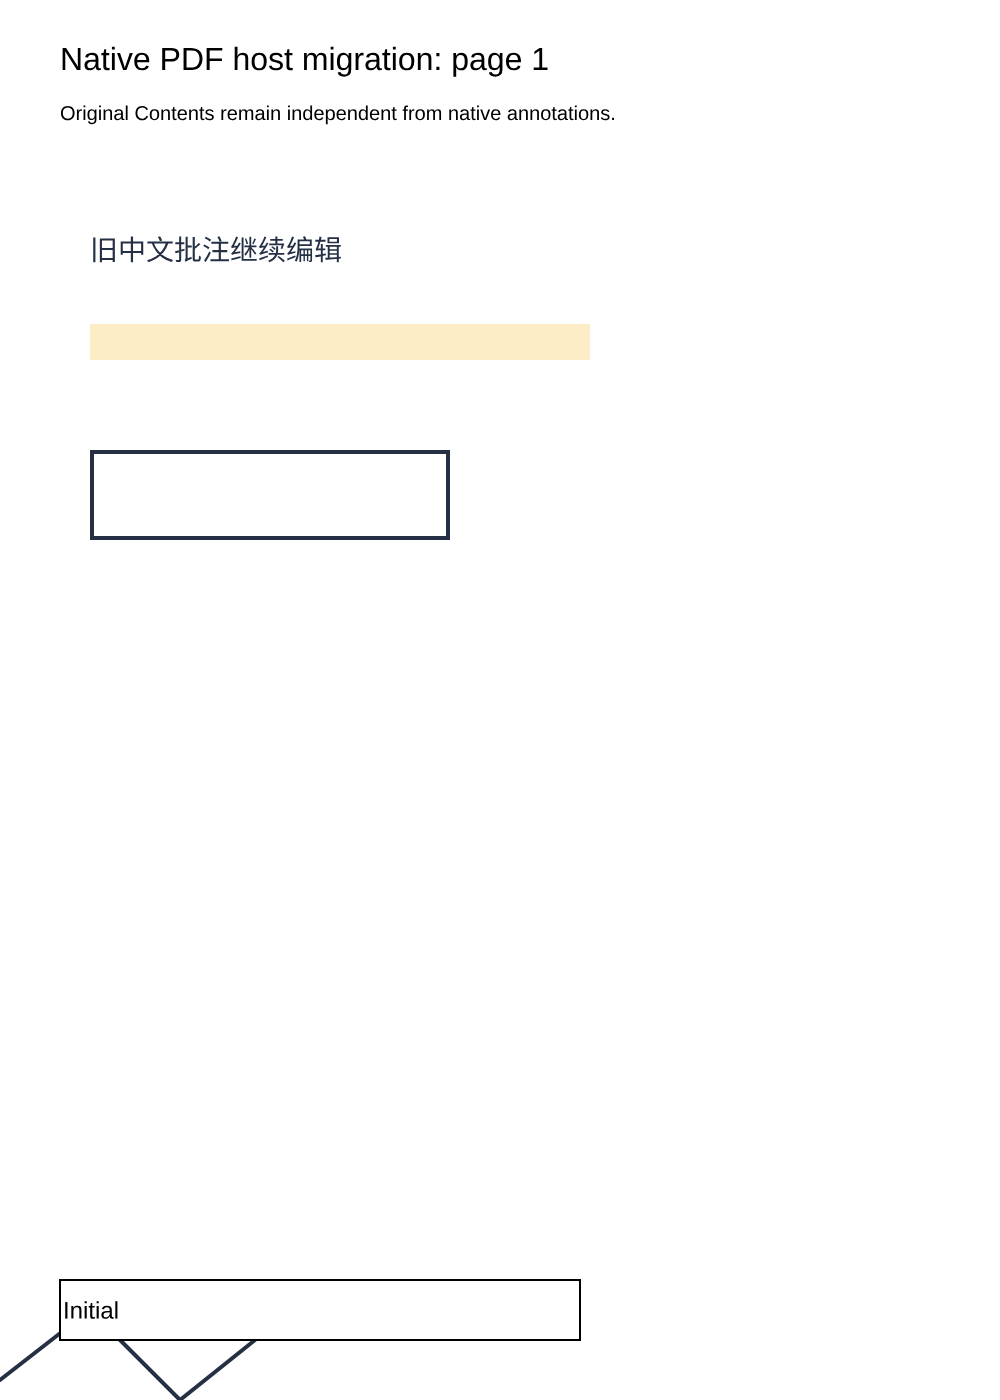 Native PDF host migration: page 1
Original Contents remain independent from native annotations.
旧中文批注继续编辑
Initial